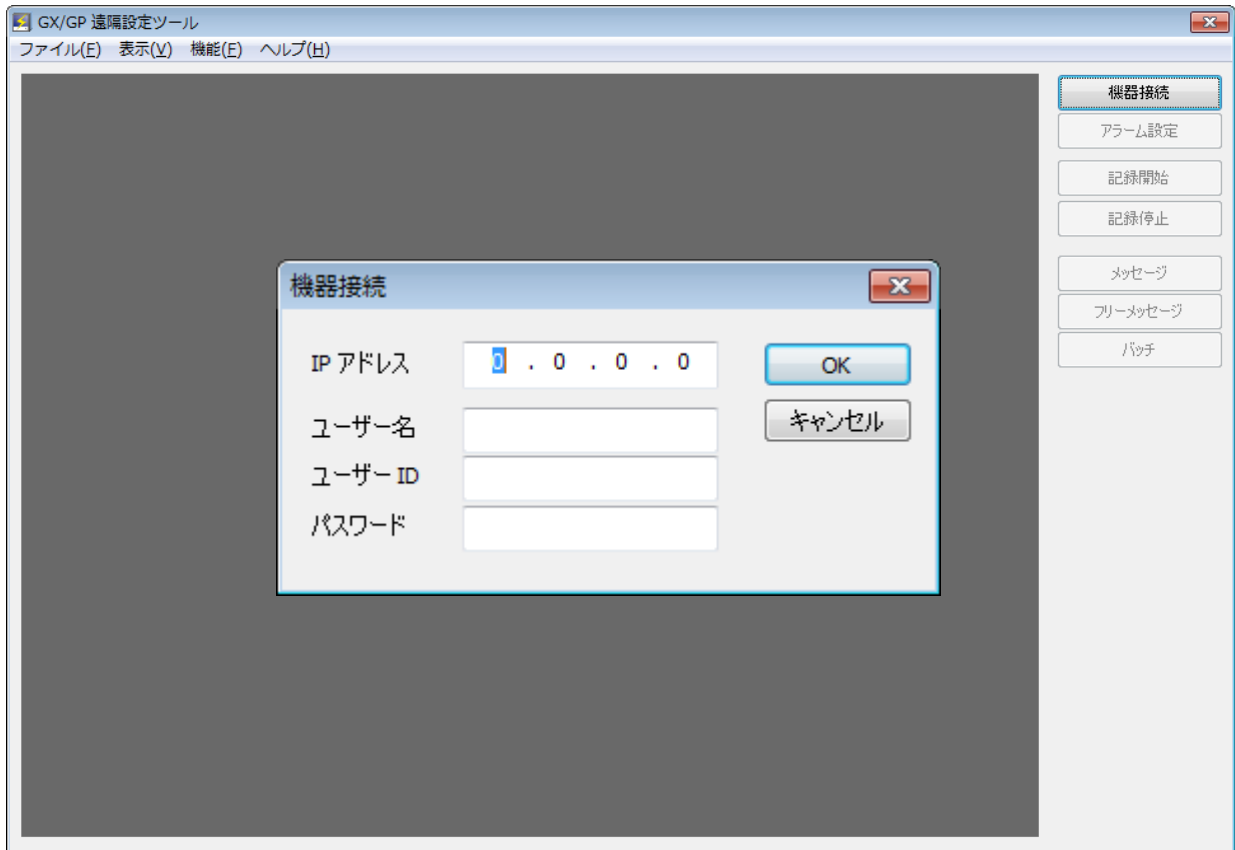 GX/GP 遠隔設定ツール
ファイル(F) 表示(V) 機能(F) ヘルプ(H)
機器接続
アラーム設定
記録開始
記録停止
メッセージ
フリーメッセージ
バッチ
機器接続
IP アドレス 0 . 0 . 0 . 0 OK
ユーザー名 キャンセル
ユーザー ID
パスワード